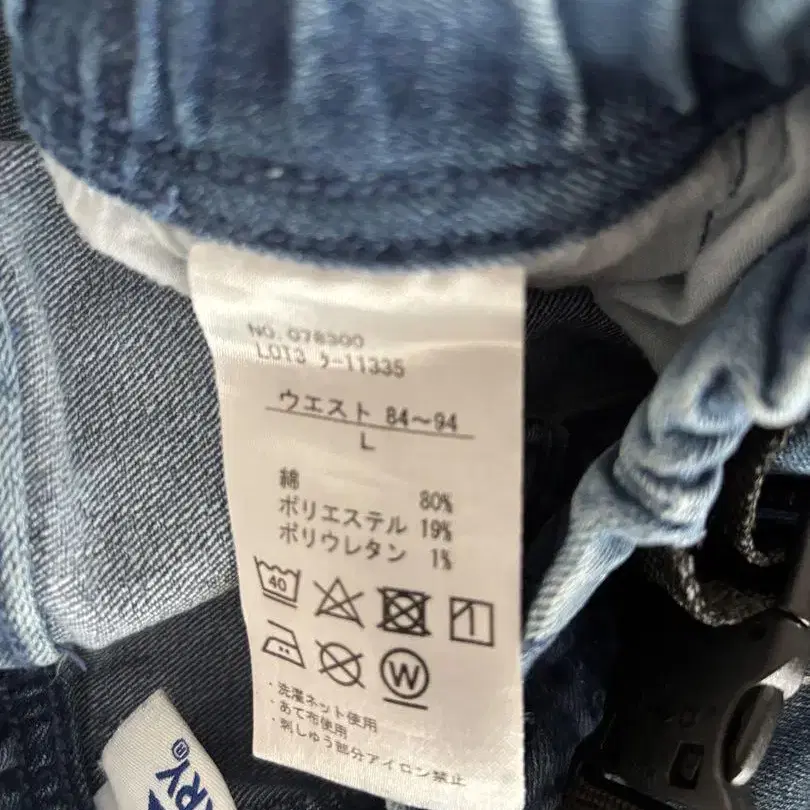 NO. 078300
LOT3 う-11335
ウエスト 84～94
L
綿 80%
ポリエステル 19%
ポリウレタン 1%
40
W
・洗濯ネット使用
・あて布使用
・刺しゅう部分アイロン禁止
RY®